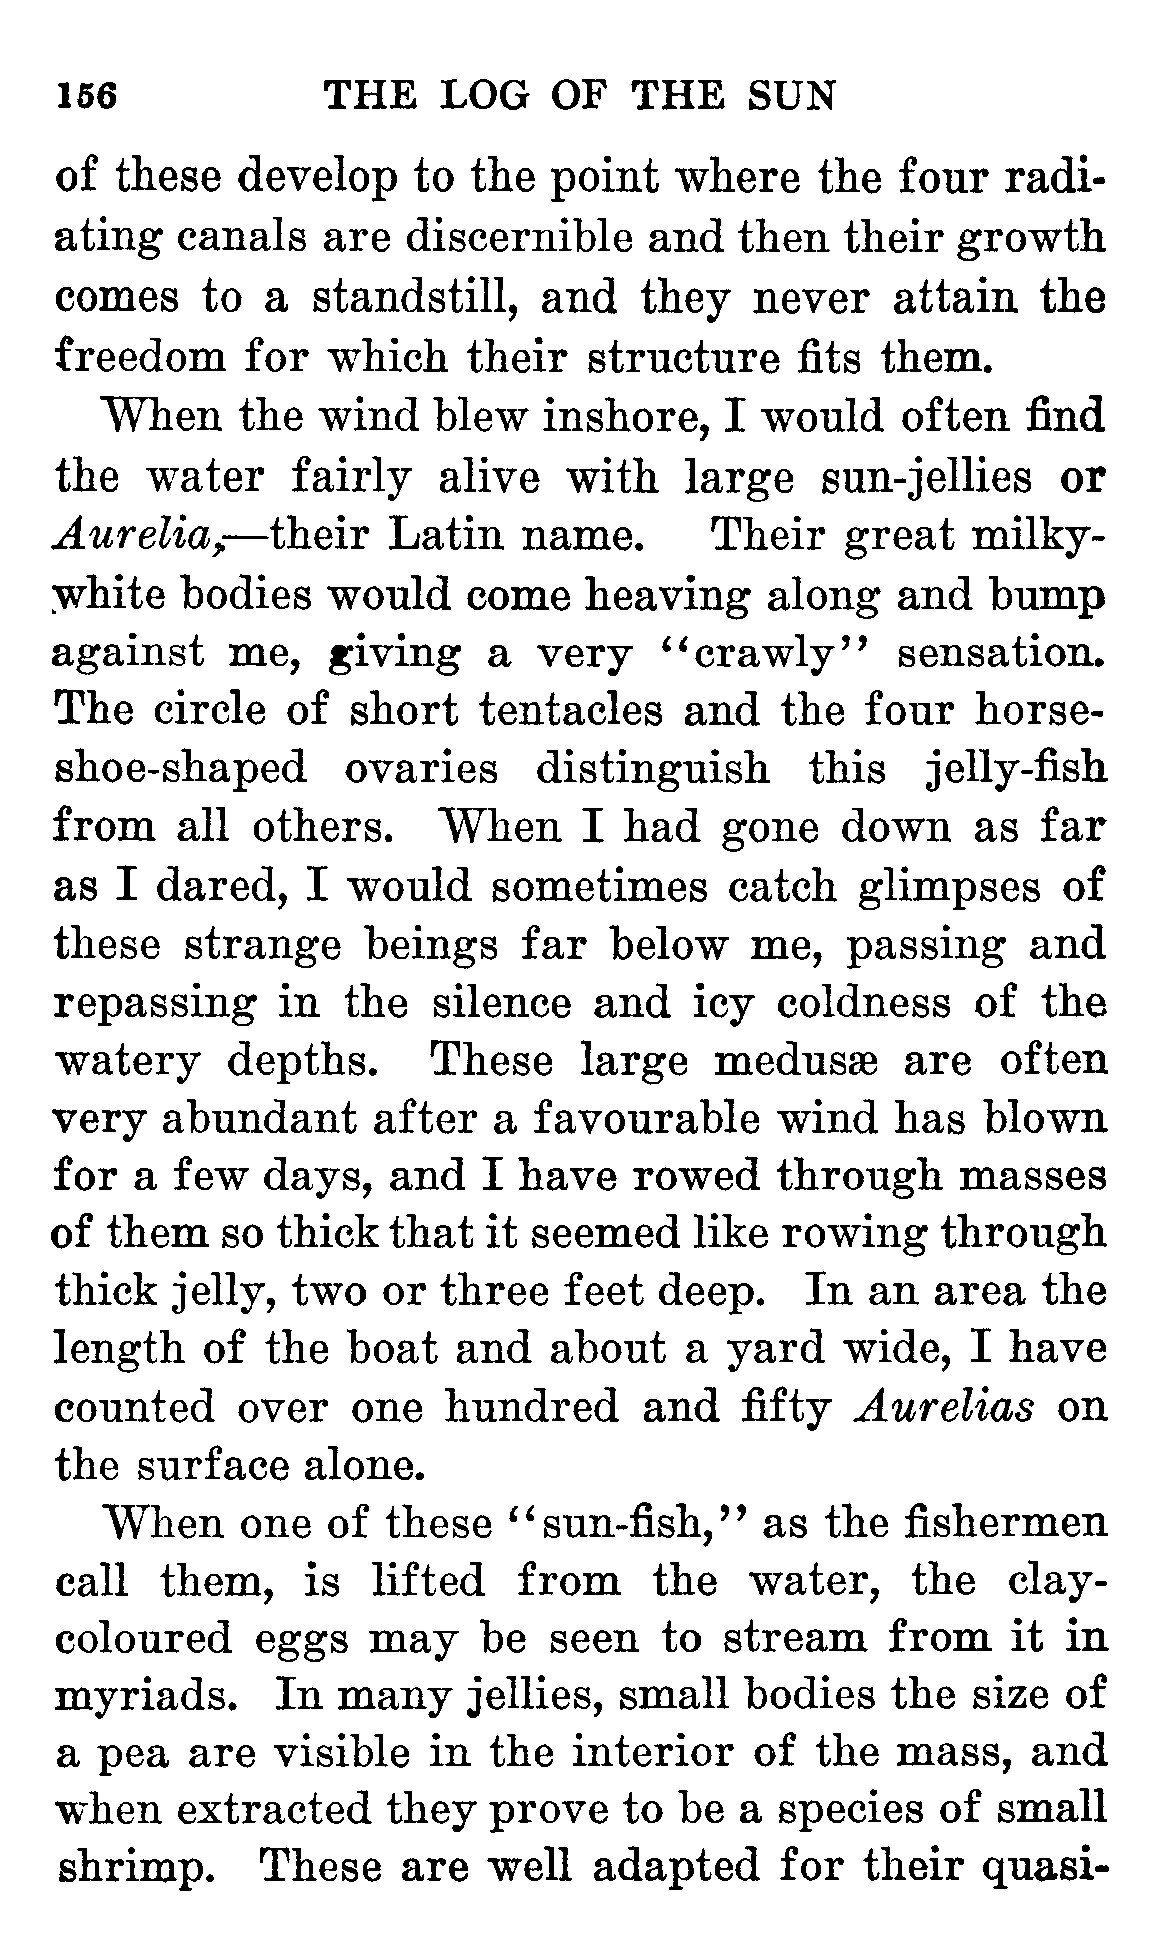 156 THE LOG OF THE SUN
of these develop to the point where the four radi-
ating canals are discernible and then their growth
comes to a standstill, and they never attain the
freedom for which their structure fits them.
When the wind blew inshore, I would often find
the water fairly alive with large sun-jellies or
Aurelia,—their Latin name. Their great milky-
white bodies would come heaving along and bump
against me, giving a very "crawly" sensation.
The circle of short tentacles and the four horse-
shoe-shaped ovaries distinguish this jelly-fish
from all others. When I had gone down as far
as I dared, I would sometimes catch glimpses of
these strange beings far below me, passing and
repassing in the silence and icy coldness of the
watery depths. These large medusæ are often
very abundant after a favourable wind has blown
for a few days, and I have rowed through masses
of them so thick that it seemed like rowing through
thick jelly, two or three feet deep. In an area the
length of the boat and about a yard wide, I have
counted over one hundred and fifty Aurelias on
the surface alone.
When one of these "sun-fish," as the fishermen
call them, is lifted from the water, the clay-
coloured eggs may be seen to stream from it in
myriads. In many jellies, small bodies the size of
a pea are visible in the interior of the mass, and
when extracted they prove to be a species of small
shrimp. These are well adapted for their quasi-